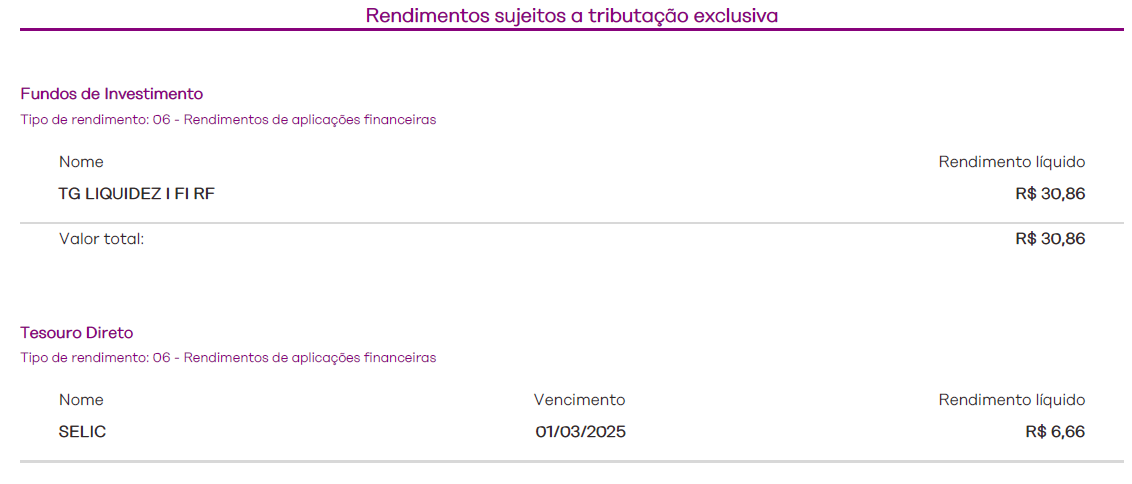 Rendimentos sujeitos a tributação exclusiva
Fundos de Investimento
Tipo de rendimento: 06 - Rendimentos de aplicações financeiras
Nome Rendimento líquido
TG LIQUIDEZ I FI RF R$ 30,86
Valor total: R$ 30,86
Tesouro Direto
Tipo de rendimento: 06 - Rendimentos de aplicações financeiras
Nome Vencimento Rendimento líquido
SELIC 01/03/2025 R$ 6,66